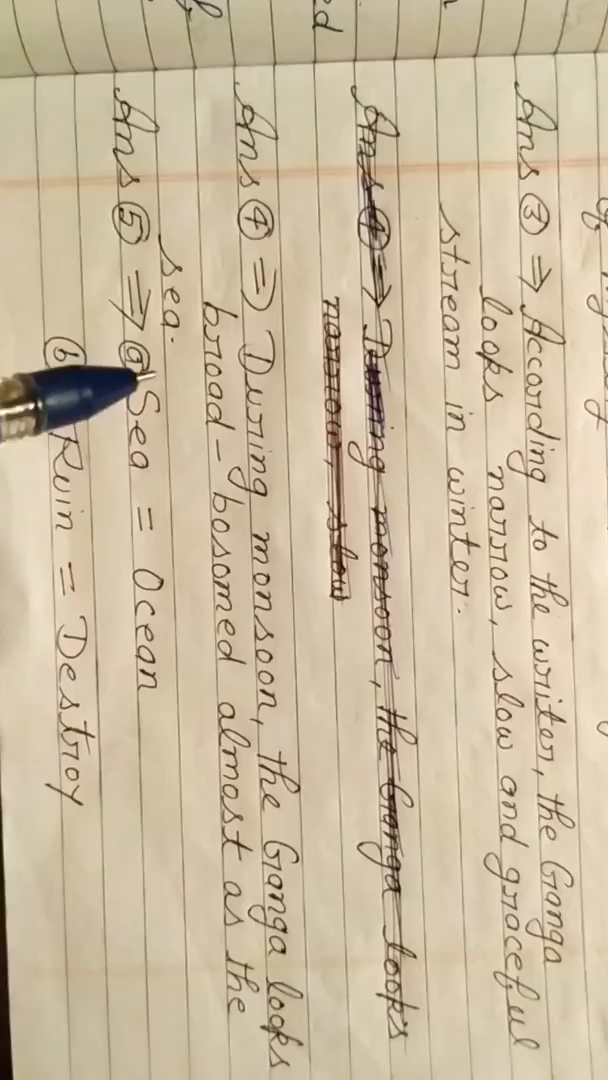 Ans ③ ⇒ According to the writer, the Ganga
looks narrow, slow and graceful
stream in winter.
Ans ④ ⇒ During monsoon, the Ganga looks
narrow, slow
Ans ④ ⇒ During monsoon, the Ganga looks
broad-bosomed almost as the
sea.
Ans ⑤ ⇒ ⓐ Sea = Ocean
ⓑ Ruin = Destroy